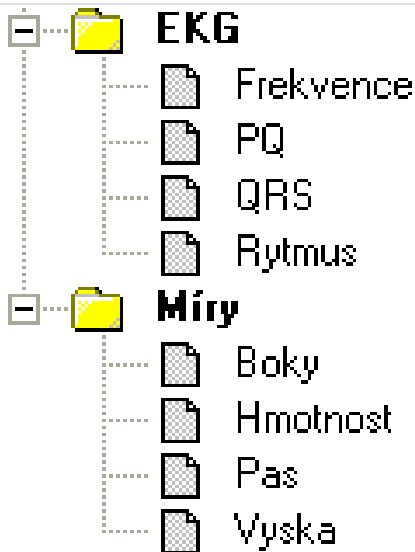 EKG
Frekvence
PQ
QRS
Rytmus
Míry
Boky
Hmotnost
Pas
Vyska